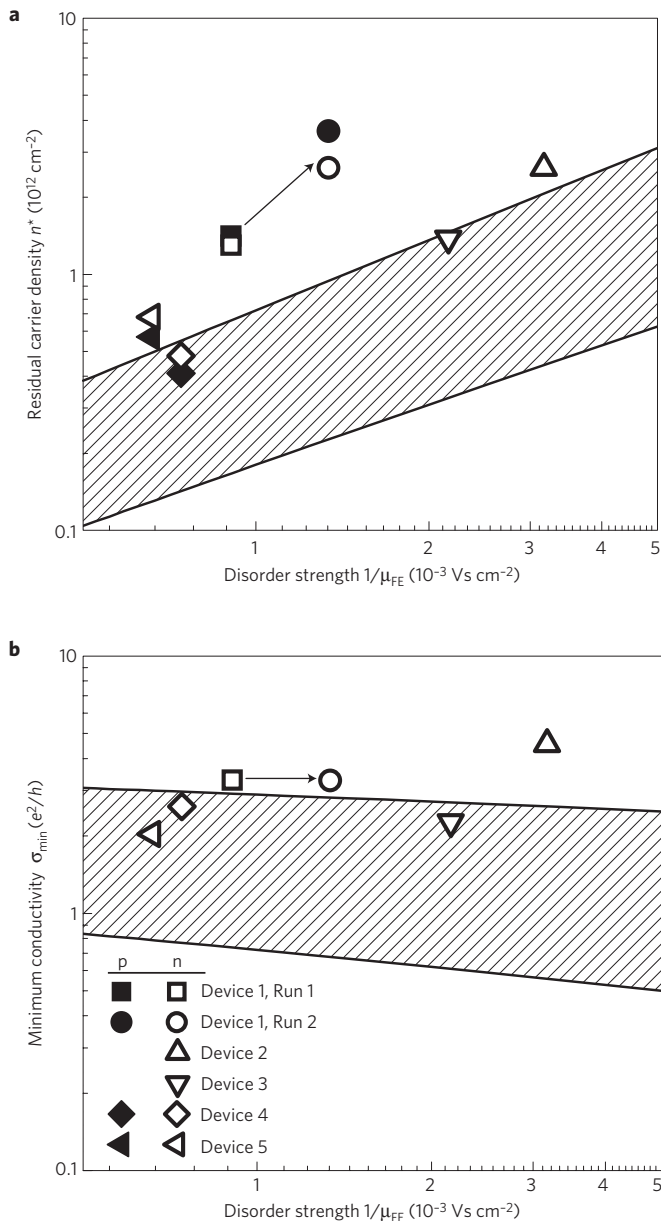 a
10
1
0.1
Residual carrier density n* (10¹² cm⁻²)
1 2 3 4 5
Disorder strength 1/μFE (10⁻³ Vs cm⁻²)
b
10
1
0.1
Minimum conductivity σmin (e²/h)
p n
Device 1, Run 1
Device 1, Run 2
Device 2
Device 3
Device 4
Device 5
1 2 3 4 5
Disorder strength 1/μFE (10⁻³ Vs cm⁻²)